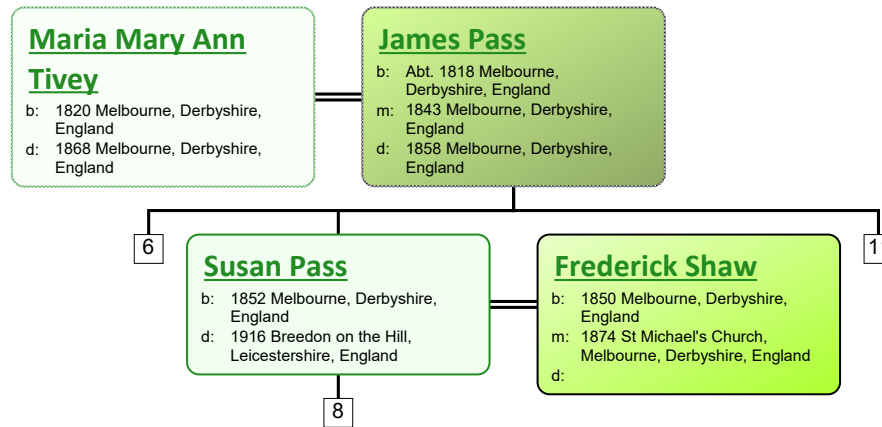 Maria Mary Ann
Tivey
b: 1820 Melbourne, Derbyshire,
England
d: 1868 Melbourne, Derbyshire,
England
James Pass
b: Abt. 1818 Melbourne,
Derbyshire, England
m: 1843 Melbourne, Derbyshire,
England
d: 1858 Melbourne, Derbyshire,
England
6
Susan Pass
b: 1852 Melbourne, Derbyshire,
England
d: 1916 Breedon on the Hill,
Leicestershire, England
Frederick Shaw
b: 1850 Melbourne, Derbyshire,
England
m: 1874 St Michael's Church,
Melbourne, Derbyshire, England
d:
1
8